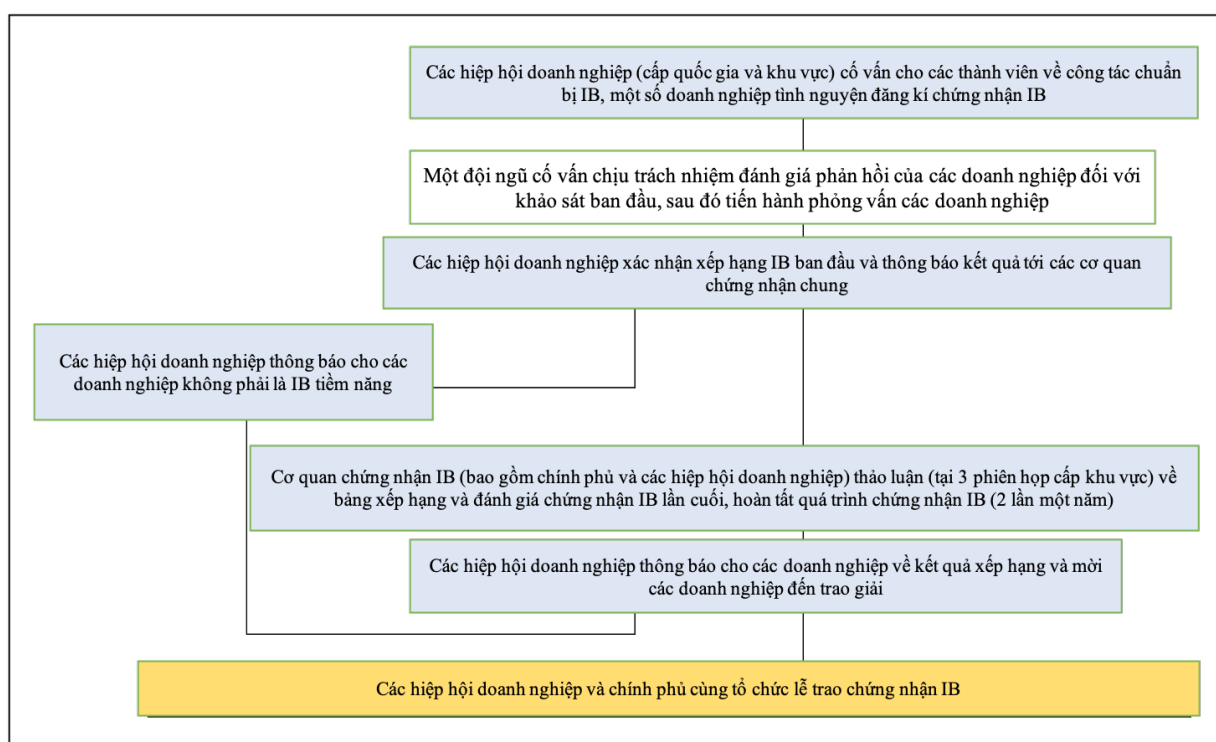 Các hiệp hội doanh nghiệp (cấp quốc gia và khu vực) cố vấn cho các thành viên về công tác chuẩn
bị IB, một số doanh nghiệp tình nguyện đăng kí chứng nhận IB
Một đội ngũ cố vấn chịu trách nhiệm đánh giá phản hồi của các doanh nghiệp đối với
khảo sát ban đầu, sau đó tiến hành phỏng vấn các doanh nghiệp
Các hiệp hội doanh nghiệp xác nhận xếp hạng IB ban đầu và thông báo kết quả tới các cơ quan
chứng nhận chung
Các hiệp hội doanh nghiệp thông báo cho các
doanh nghiệp không phải là IB tiềm năng
Cơ quan chứng nhận IB (bao gồm chính phủ và các hiệp hội doanh nghiệp) thảo luận (tại 3 phiên họp cấp khu vực) về
bảng xếp hạng và đánh giá chứng nhận IB lần cuối, hoàn tất quá trình chứng nhận IB (2 lần một năm)
Các hiệp hội doanh nghiệp thông báo cho các doanh nghiệp về kết quả xếp hạng và mời
các doanh nghiệp đến trao giải
Các hiệp hội doanh nghiệp và chính phủ cùng tổ chức lễ trao chứng nhận IB